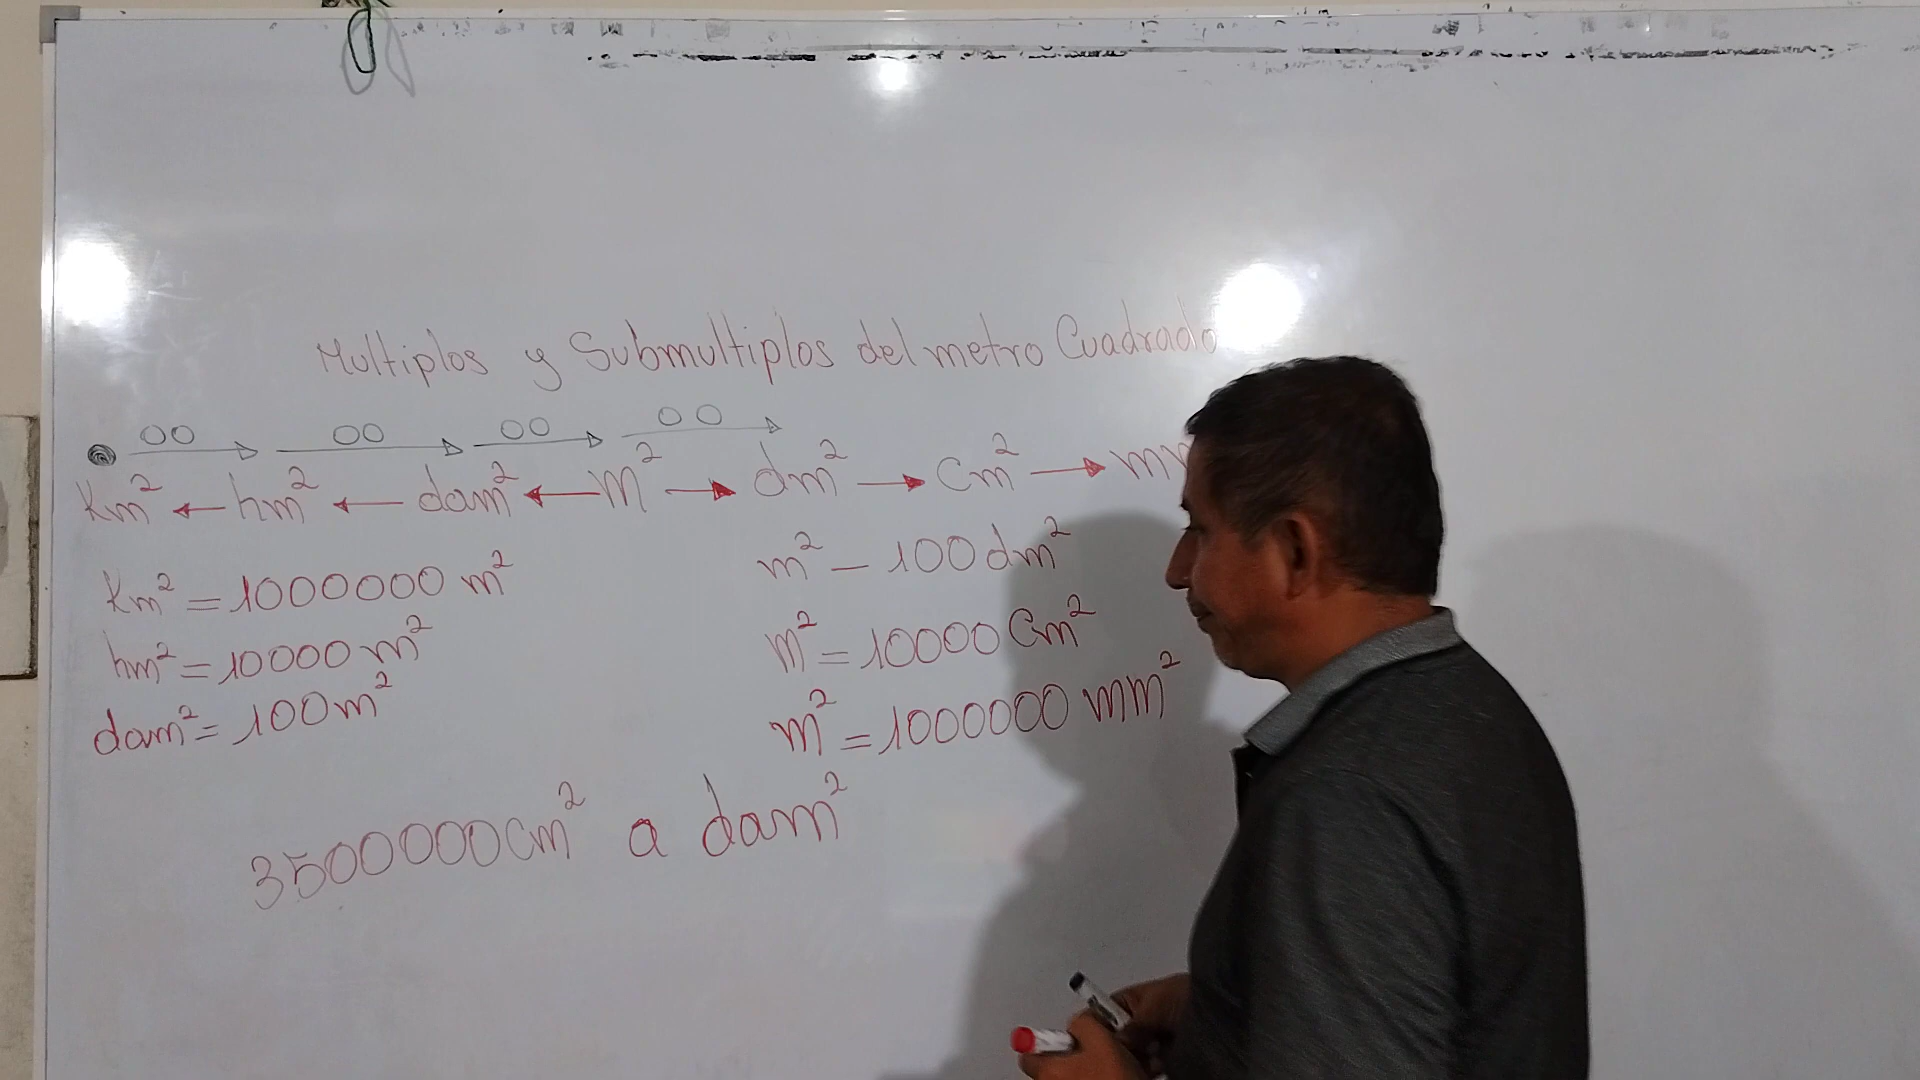 Multiplos y Submultiplos del metro Cuadrado
00 00 00 00
Km² ← hm² ← dam² ← m² → dm² → Cm² →
Km² = 1000000 m²
hm² = 10000 m²
dam² = 100 m²
m² - 100 dm²
m² = 10000 Cm²
m² = 1000000 mm²
3500000 cm² a dam²